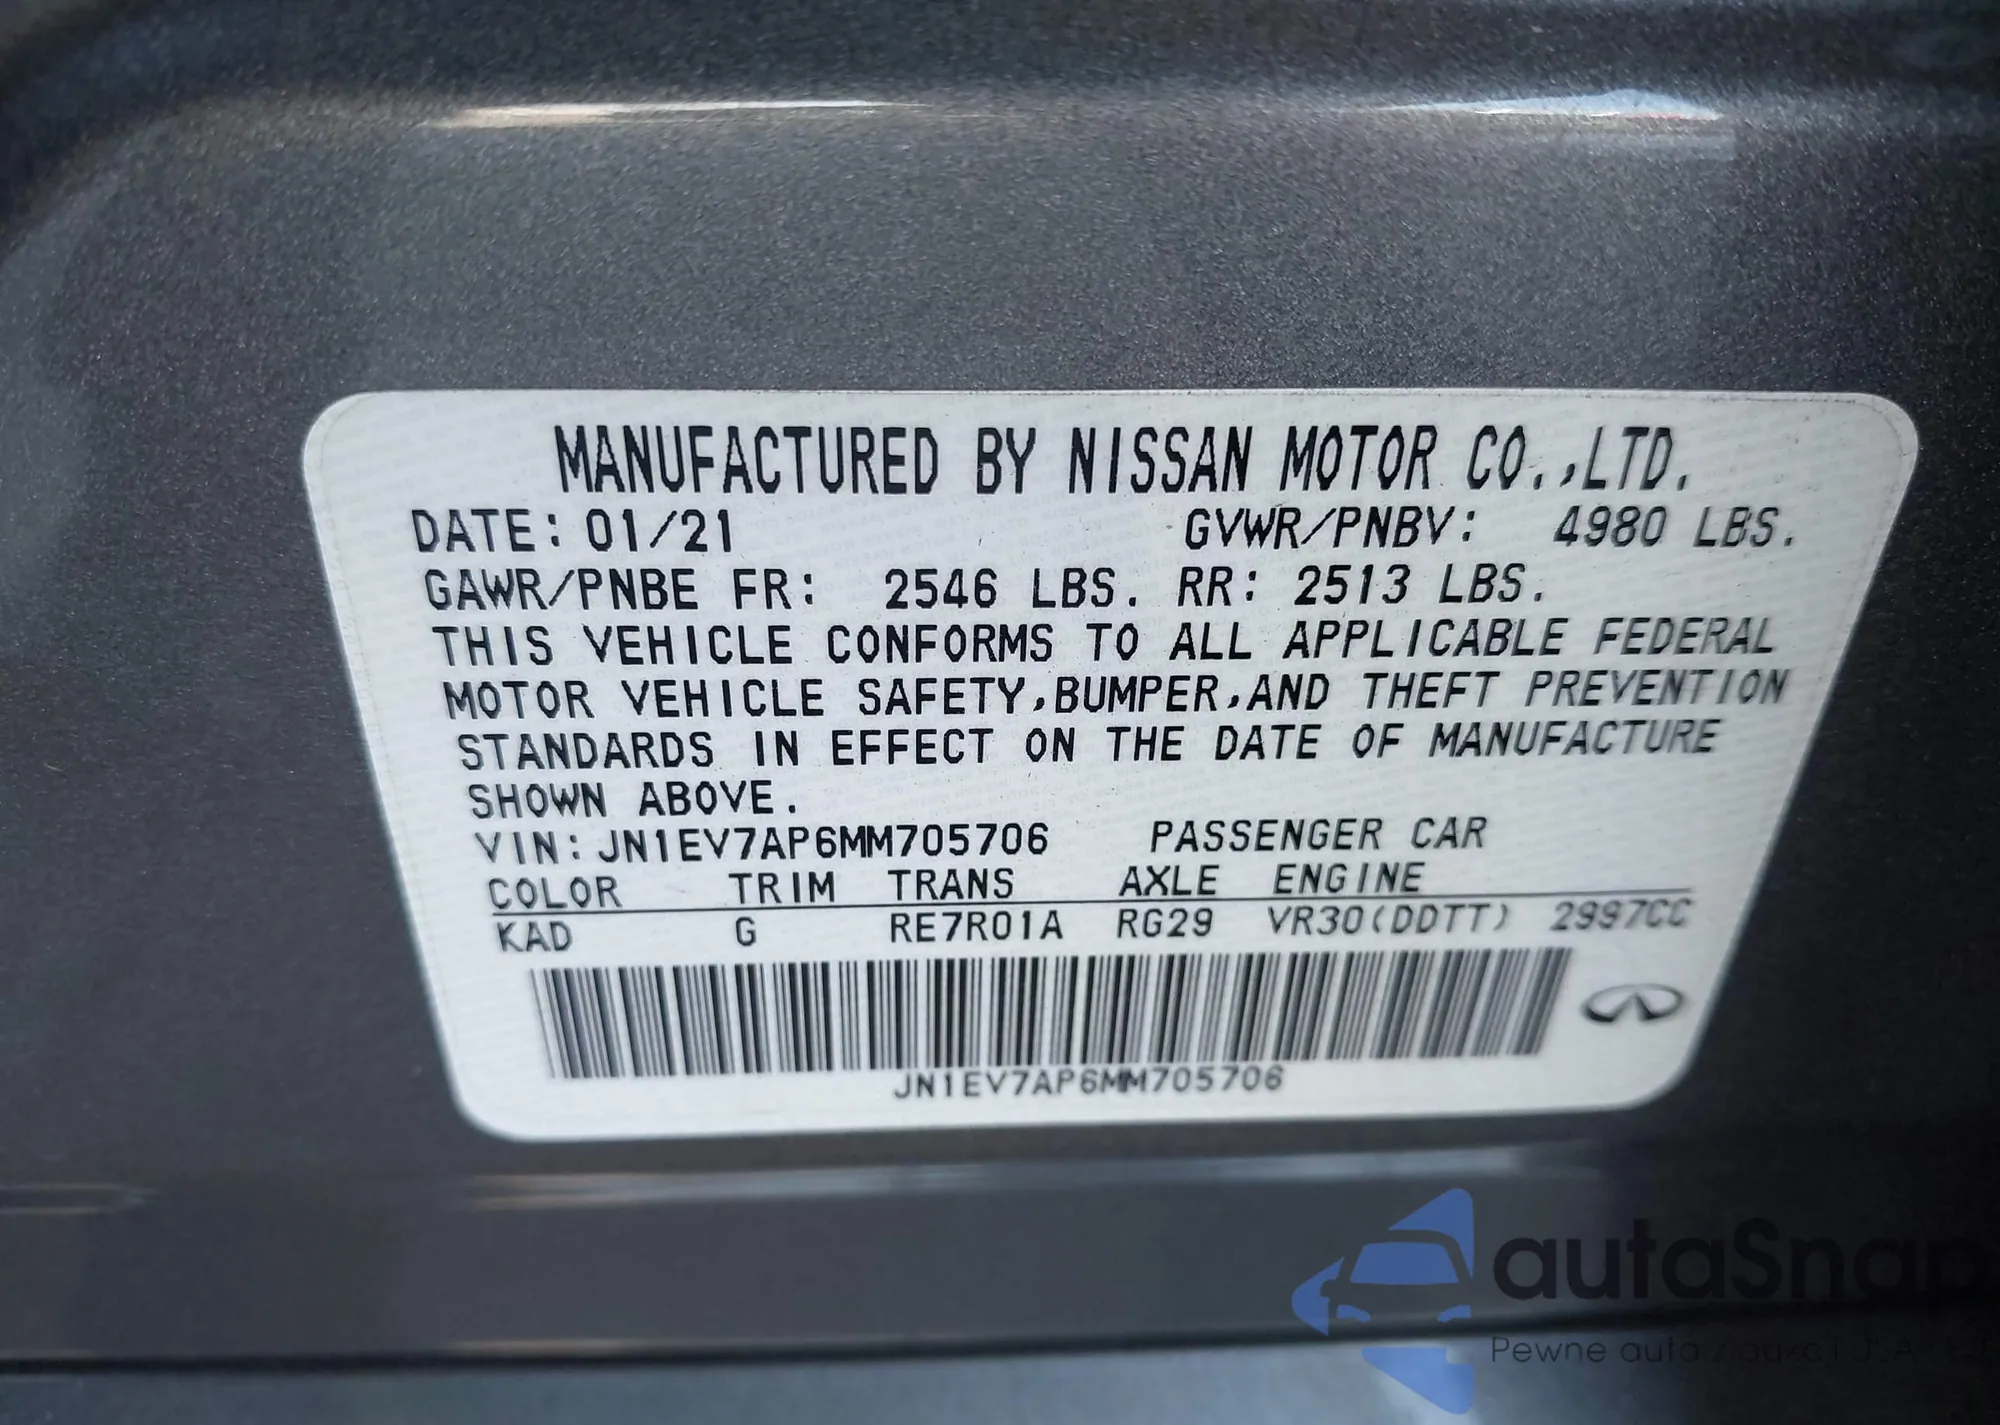 MANUFACTURED BY NISSAN MOTOR CO.,LTD.
DATE: 01/21 GVWR/PNBV: 4980 LBS.
GAWR/PNBE FR: 2546 LBS. RR: 2513 LBS.
THIS VEHICLE CONFORMS TO ALL APPLICABLE FEDERAL
MOTOR VEHICLE SAFETY,BUMPER,AND THEFT PREVENTION
STANDARDS IN EFFECT ON THE DATE OF MANUFACTURE
SHOWN ABOVE.
VIN:JN1EV7AP6MM705706 PASSENGER CAR
COLOR TRIM TRANS AXLE ENGINE
KAD G RE7R01A RG29 VR30(DDTT) 2997CC
JN1EV7AP6MM705706
autaSnap
Pewne auta z aukcji